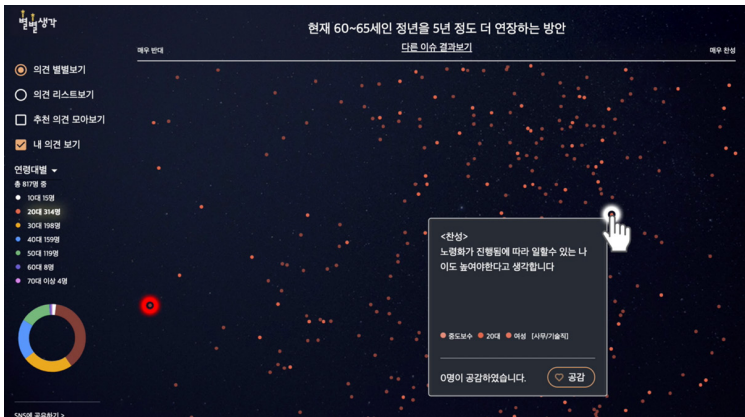 별별생각
현재 60~65세인 정년을 5년 정도 더 연장하는 방안
다른 이슈 결과보기
매우 반대
매우 찬성
의견 별별보기
의견 리스트보기
추천 의견 모아보기
내 의견 보기
연령대별
총 817명 중
10대 15명
20대 314명
30대 198명
40대 159명
50대 119명
60대 8명
70대 이상 4명
SNS에 공유하기 >
<찬성>
노령화가 진행됨에 따라 일할수 있는 나
이도 높여야한다고 생각합니다
중도보수 20대 여성 [사무/기술직]
0명이 공감하였습니다. 공감